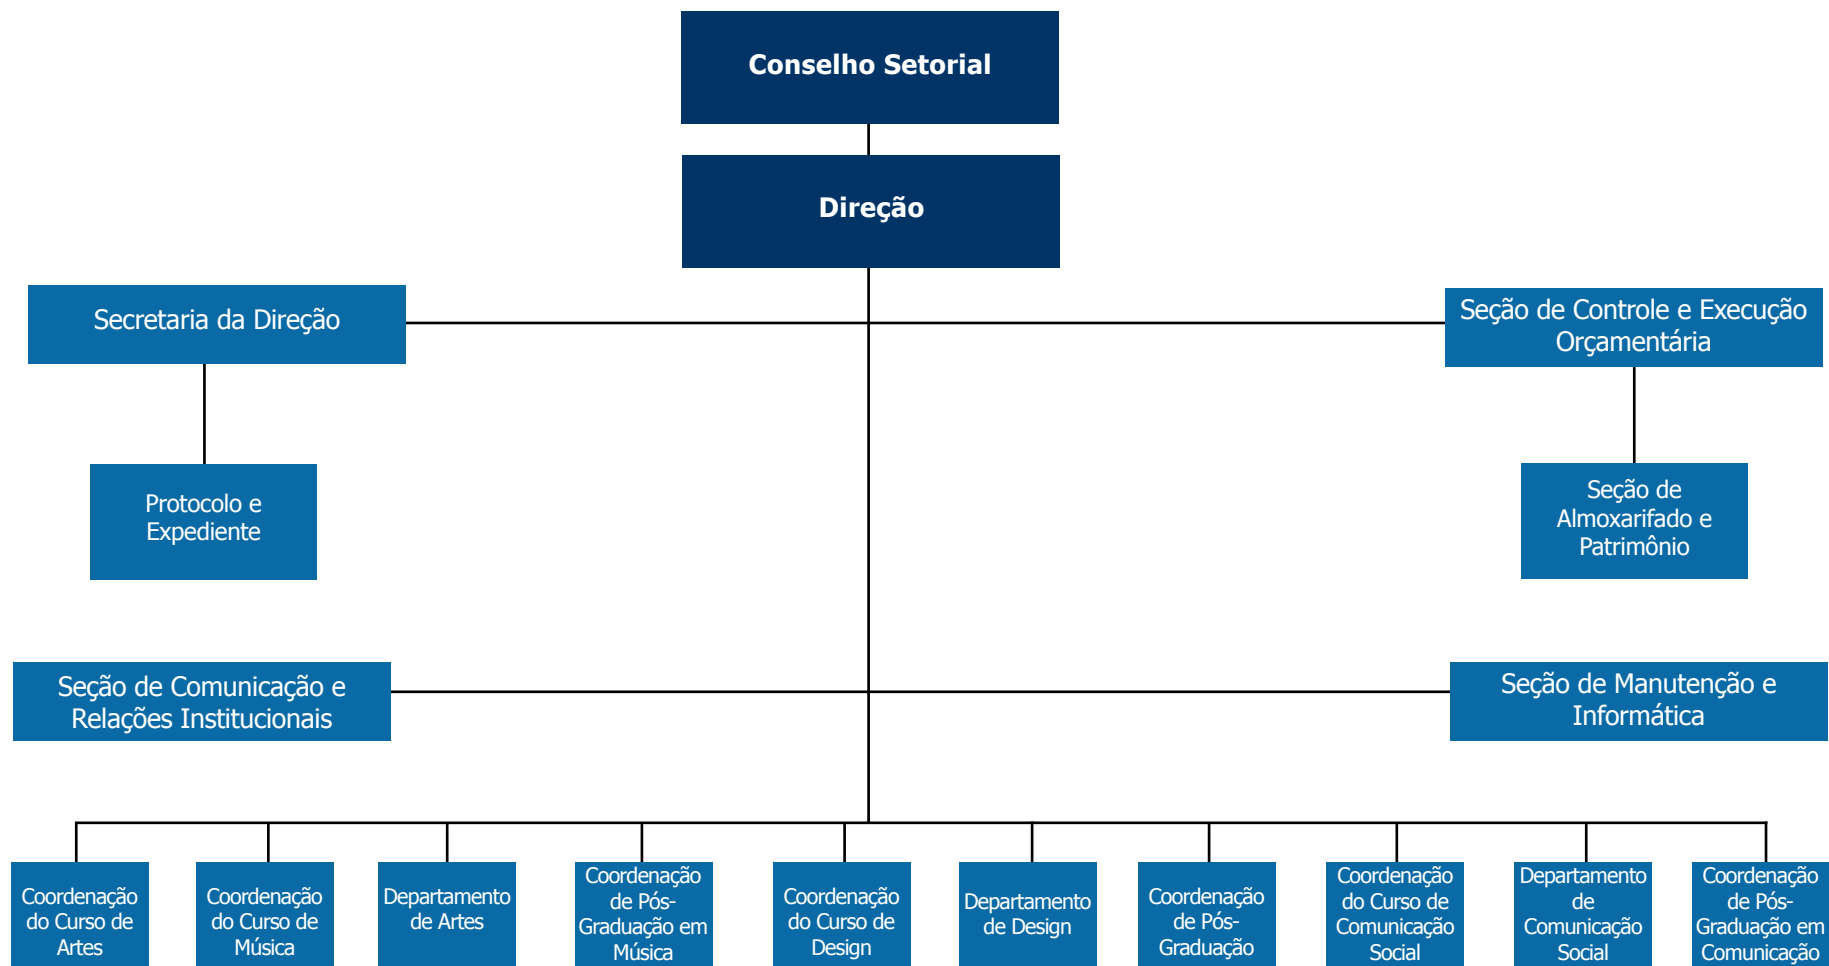 Conselho Setorial
Direção
Secretaria da Direção
Seção de Controle e Execução
Orçamentária
Protocolo e
Expediente
Seção de
Almoxarifado e
Patrimônio
Seção de Comunicação e
Relações Institucionais
Seção de Manutenção e
Informática
Coordenação
do Curso de
Artes
Coordenação
do Curso de
Música
Departamento
de Artes
Coordenação
de Pós-
Graduação em
Música
Coordenação
do Curso de
Design
Departamento
de Design
Coordenação
de Pós-
Graduação
Coordenação
do Curso de
Comunicação
Social
Departamento
de
Comunicação
Social
Coordenação
de Pós-
Graduação em
Comunicação